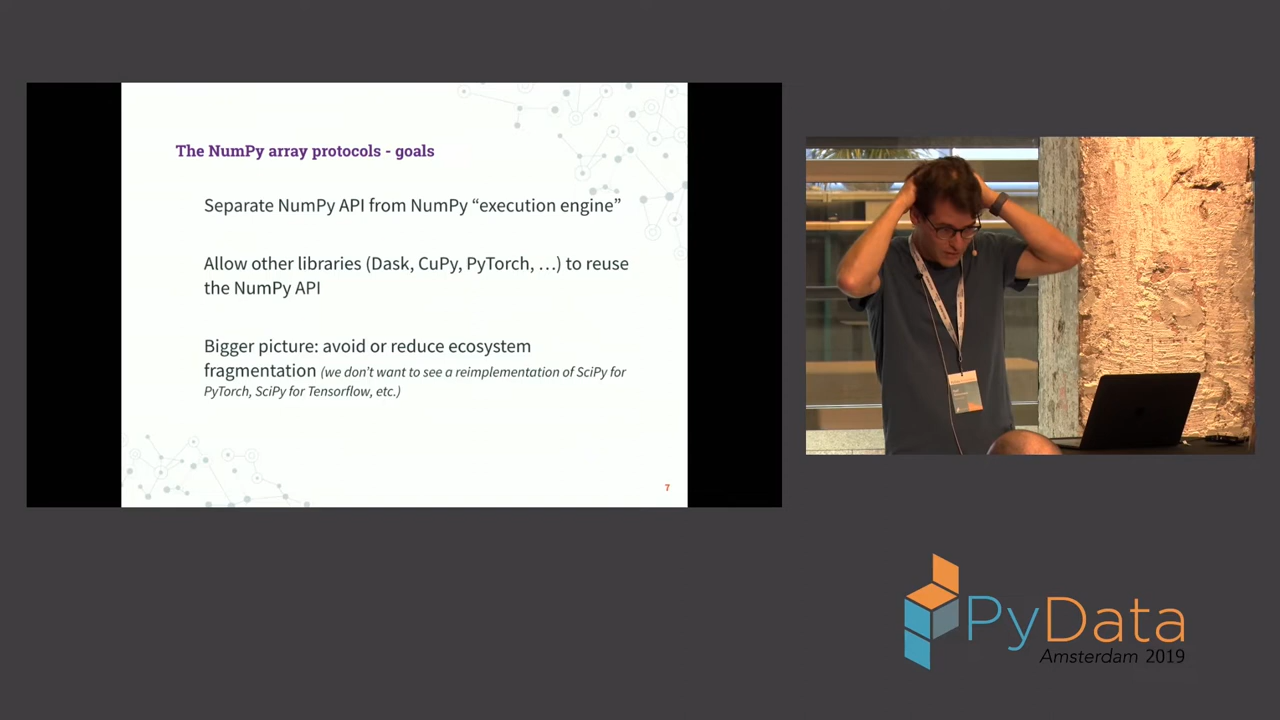 The NumPy array protocols - goals
Separate NumPy API from NumPy “execution engine”
Allow other libraries (Dask, CuPy, PyTorch, …) to reuse
the NumPy API
Bigger picture: avoid or reduce ecosystem
fragmentation (we don’t want to see a reimplementation of SciPy for
PyTorch, SciPy for Tensorflow, etc.)
7
PyData
Amsterdam 2019